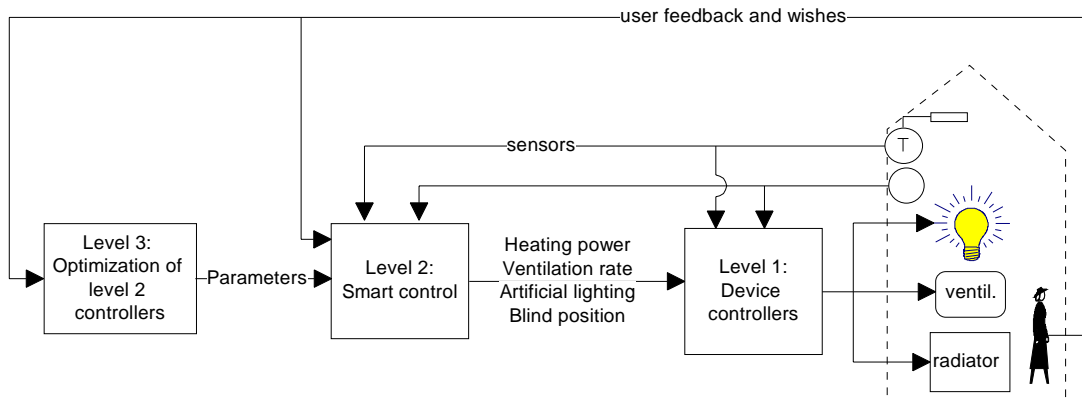 user feedback and wishes
sensors
T
Level 3:
Optimization of
level 2
controllers
Parameters
Level 2:
Smart control
Heating power
Ventilation rate
Artificial lighting
Blind position
Level 1:
Device
controllers
ventil.
radiator